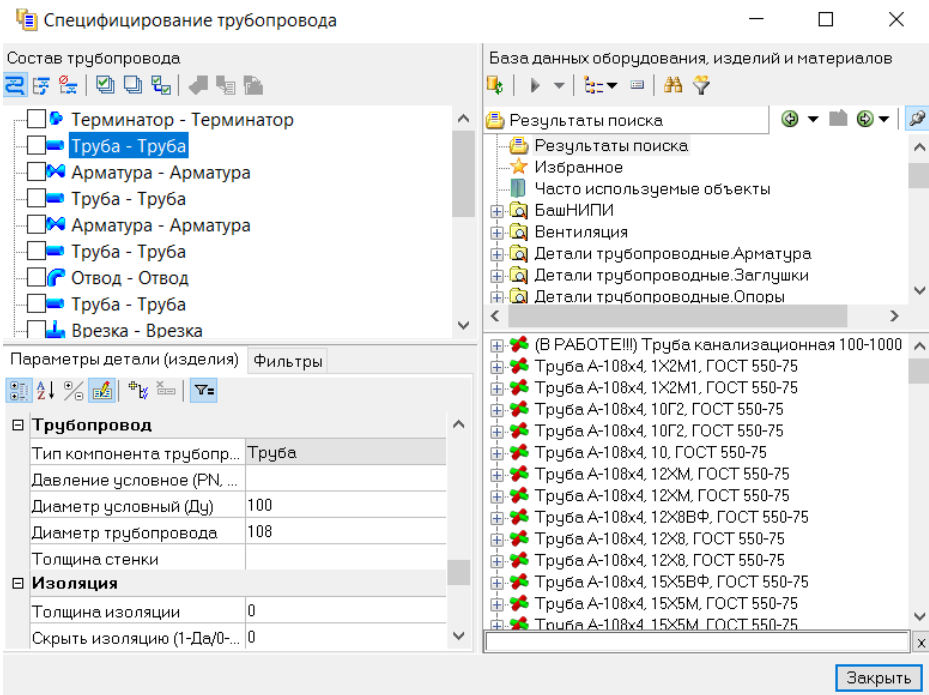 Специфицирование трубопровода
Состав трубопровода
Терминатор - Терминатор
Труба - Труба
Арматура - Арматура
Труба - Труба
Арматура - Арматура
Труба - Труба
Отвод - Отвод
Труба - Труба
Врезка - Врезка
Параметры детали (изделия) Фильтры
Трубопровод
Тип компонента трубопр... Труба
Давление условное (PN, ...
Диаметр условный (Ду) 100
Диаметр трубопровода 108
Толщина стенки
Изоляция
Толщина изоляции 0
Скрыть изоляцию (1-Да/0-... 0
База данных оборудования, изделий и материалов
Результаты поиска
Результаты поиска
Избранное
Часто используемые объекты
БашНИПИ
Вентиляция
Детали трубопроводные.Арматура
Детали трубопроводные.Заглушки
Детали трубопроводные.Опоры
(В РАБОТЕ!!!) Труба канализационная 100-1000
Труба А-108х4, 1Х2М1, ГОСТ 550-75
Труба А-108х4, 1Х2М1, ГОСТ 550-75
Труба А-108х4, 10Г2, ГОСТ 550-75
Труба А-108х4, 10Г2, ГОСТ 550-75
Труба А-108х4, 10, ГОСТ 550-75
Труба А-108х4, 12ХМ, ГОСТ 550-75
Труба А-108х4, 12ХМ, ГОСТ 550-75
Труба А-108х4, 12Х8ВФ, ГОСТ 550-75
Труба А-108х4, 12Х8, ГОСТ 550-75
Труба А-108х4, 12Х8, ГОСТ 550-75
Труба А-108х4, 15Х5ВФ, ГОСТ 550-75
Труба А-108х4, 15Х5М, ГОСТ 550-75
Труба А-108х4, 15Х5М, ГОСТ 550-75
x
Закрыть